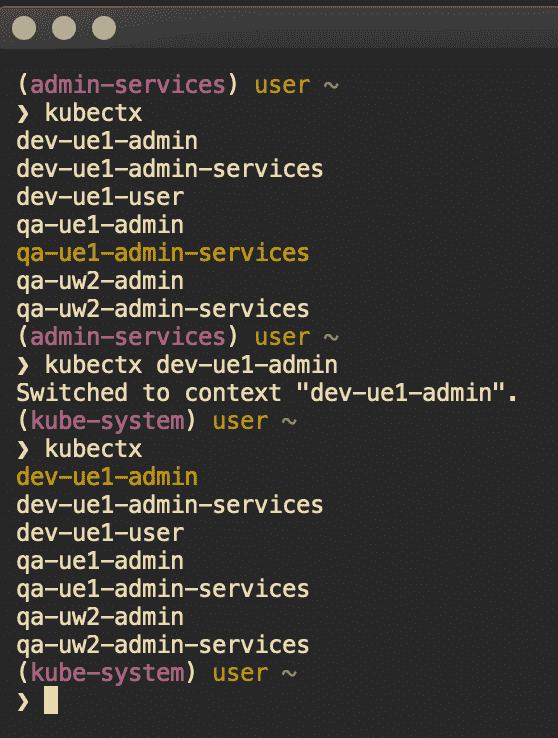 (admin-services) user ~
❯ kubectx
dev-ue1-admin
dev-ue1-admin-services
dev-ue1-user
qa-ue1-admin
qa-ue1-admin-services
qa-uw2-admin
qa-uw2-admin-services
(admin-services) user ~
❯ kubectx dev-ue1-admin
Switched to context "dev-ue1-admin".
(kube-system) user ~
❯ kubectx
dev-ue1-admin
dev-ue1-admin-services
dev-ue1-user
qa-ue1-admin
qa-ue1-admin-services
qa-uw2-admin
qa-uw2-admin-services
(kube-system) user ~
❯